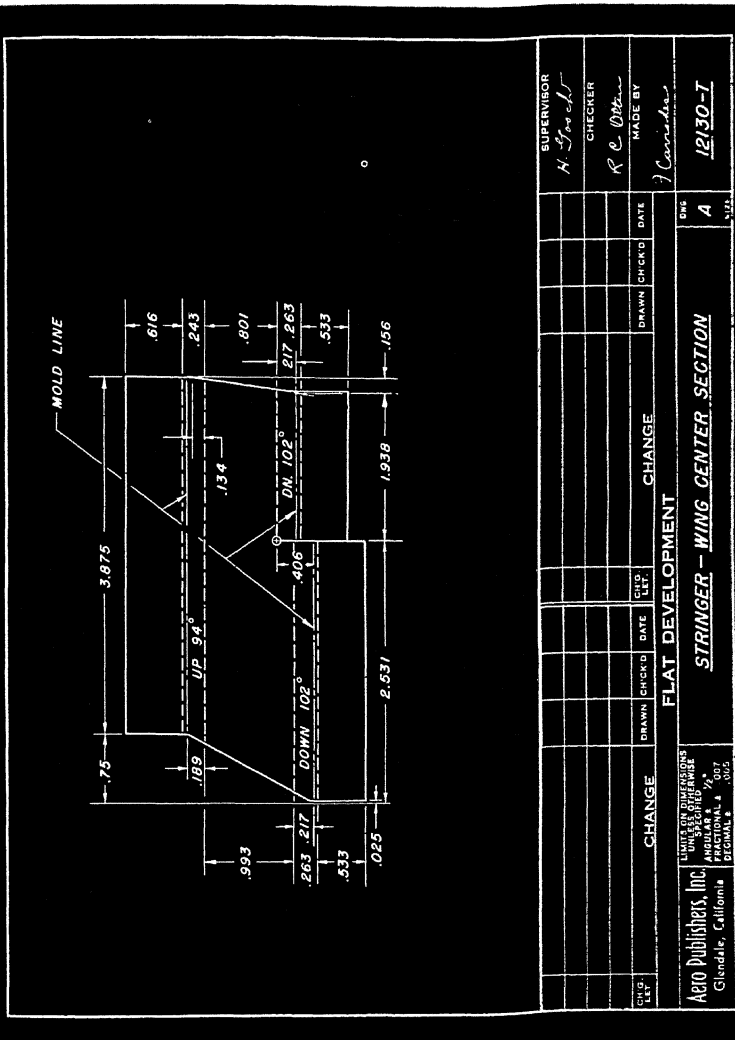 MOLD LINE
3.875
.75
.616
.243
.801
.217 .263
.533
.156
.134
UP 94°
DN. 102°
.406
DOWN 102°
.189
.993
.217
.263
.533
.025
1.938
2.531
CH'G. LET
CHANGE
DRAWN
CH'CK'D
DATE
CH'G. LET.
CHANGE
DRAWN
CH'CK'D
DATE
SUPERVISOR
CHECKER
R C
MADE BY
FLAT DEVELOPMENT
Aero Publishers, Inc.
Glendale, California
LIMITS ON DIMENSIONS
UNLESS OTHERWISE
SPECIFIED
ANGULAR ± 1/2°
FRACTIONAL ± .007
DECIMAL ± .005
STRINGER – WING CENTER SECTION
DWG
A
SIZE
12130-T